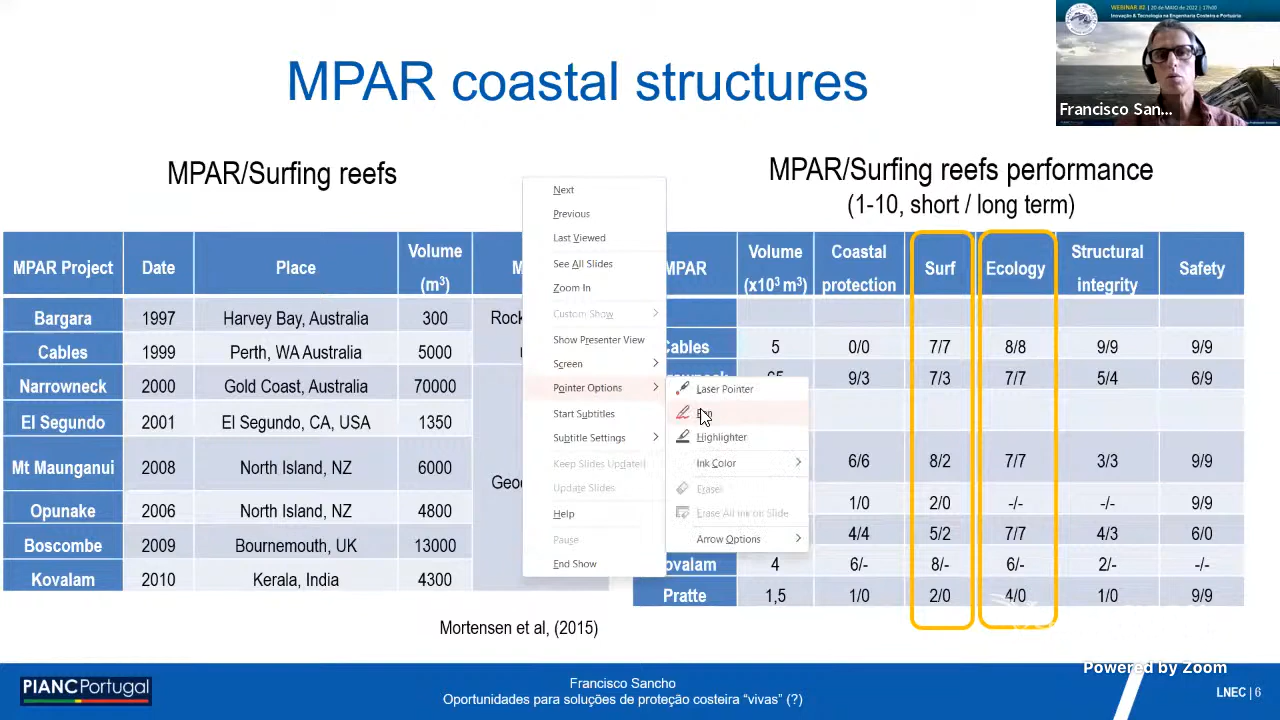 MPAR coastal structures
WEBINAR #2 | 20 de MAIO de 2022 | 17h00
Inovação & Tecnologia na Engenharia Costeira e Portuária
Francisco San...
MPAR/Surfing reefs
MPAR Project Date Place Volume (m³)
Bargara 1997 Harvey Bay, Australia 300
Cables 1999 Perth, WA Australia 5000
Narrowneck 2000 Gold Coast, Australia 70000
El Segundo 2001 El Segundo, CA, USA 1350
Mt Maunganui 2008 North Island, NZ 6000
Opunake 2006 North Island, NZ 4800
Boscombe 2009 Bournemouth, UK 13000
Kovalam 2010 Kerala, India 4300
Mortensen et al, (2015)
Next
Previous
Last Viewed
See All Slides
Zoom In
Custom Show
Show Presenter View
Screen
Pointer Options
Start Subtitles
Subtitle Settings
Keep Slides Updated
Update Slides
Help
Pause
End Show
Laser Pointer
Highlighter
Ink Color
Eraser
Erase All Ink on Slide
Arrow Options
MPAR/Surfing reefs performance
(1-10, short / long term)
MPAR Volume (x10³ m³) Coastal protection Surf Ecology Structural integrity Safety
Cables 5 0/0 7/7 8/8 9/9 9/9
9/3 7/3 7/7 5/4 6/9
6/6 8/2 7/7 3/3 9/9
1/0 2/0 -/- -/- 9/9
4/4 5/2 7/7 4/3 6/0
ovalam 4 6/- 8/- 6/- 2/- -/-
Pratte 1,5 1/0 2/0 4/0 1/0 9/9
Powered by Zoom
PIANC Portugal
Francisco Sancho
Oportunidades para soluções de proteção costeira “vivas” (?)
LNEC | 6